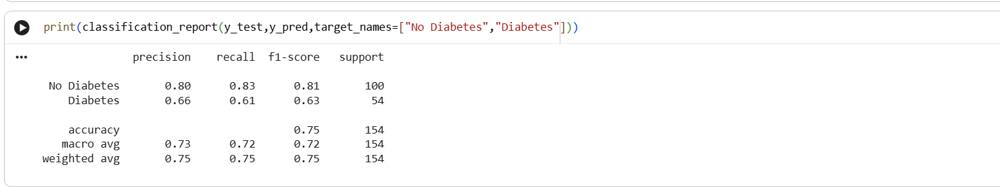 print(classification_report(y_test,y_pred,target_names=["No Diabetes","Diabetes"]))
precision recall f1-score support
No Diabetes 0.80 0.83 0.81 100
Diabetes 0.66 0.61 0.63 54
accuracy 0.75 154
macro avg 0.73 0.72 0.72 154
weighted avg 0.75 0.75 0.75 154